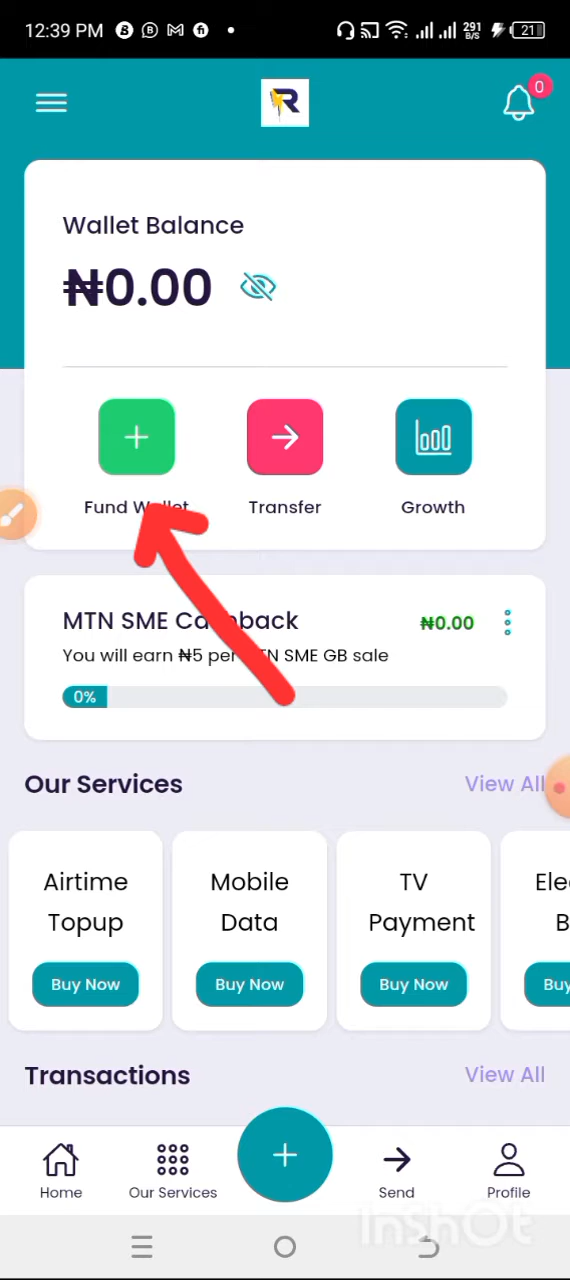 12:39 PM
291
B/S
21
R
0
Wallet Balance
₦0.00
Fund Wallet
Transfer
Growth
MTN SME Cashback
₦0.00
You will earn ₦5 per MTN SME GB sale
0%
Our Services
View All
Airtime
Topup
Buy Now
Mobile
Data
Buy Now
TV
Payment
Buy Now
Ele
B
Buy
Transactions
View All
Home
Our Services
Send
Profile
InShOt